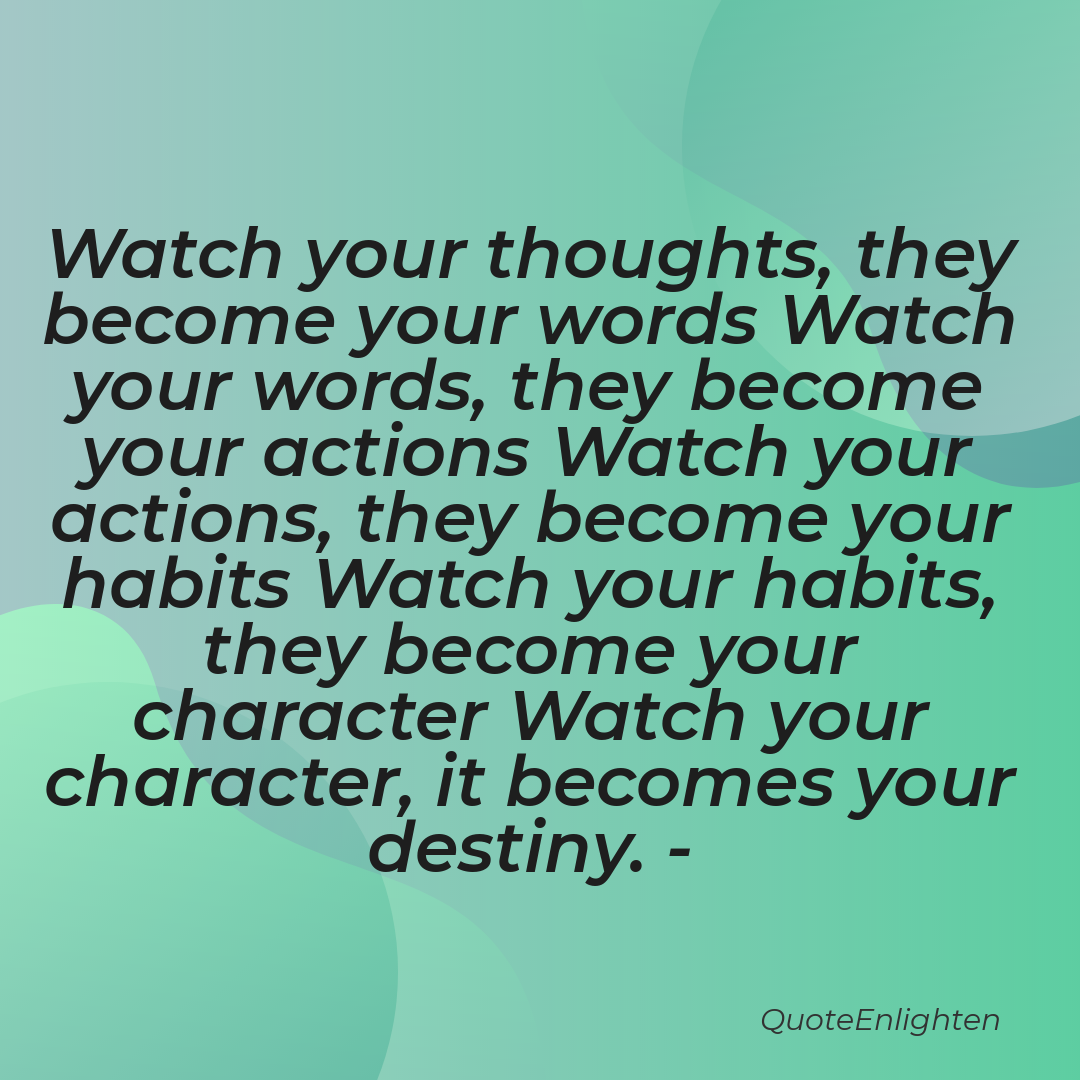 Watch your thoughts, they
become your words Watch
your words, they become
your actions Watch your
actions, they become your
habits Watch your habits,
they become your
character Watch your
character, it becomes your
destiny. -
QuoteEnlighten